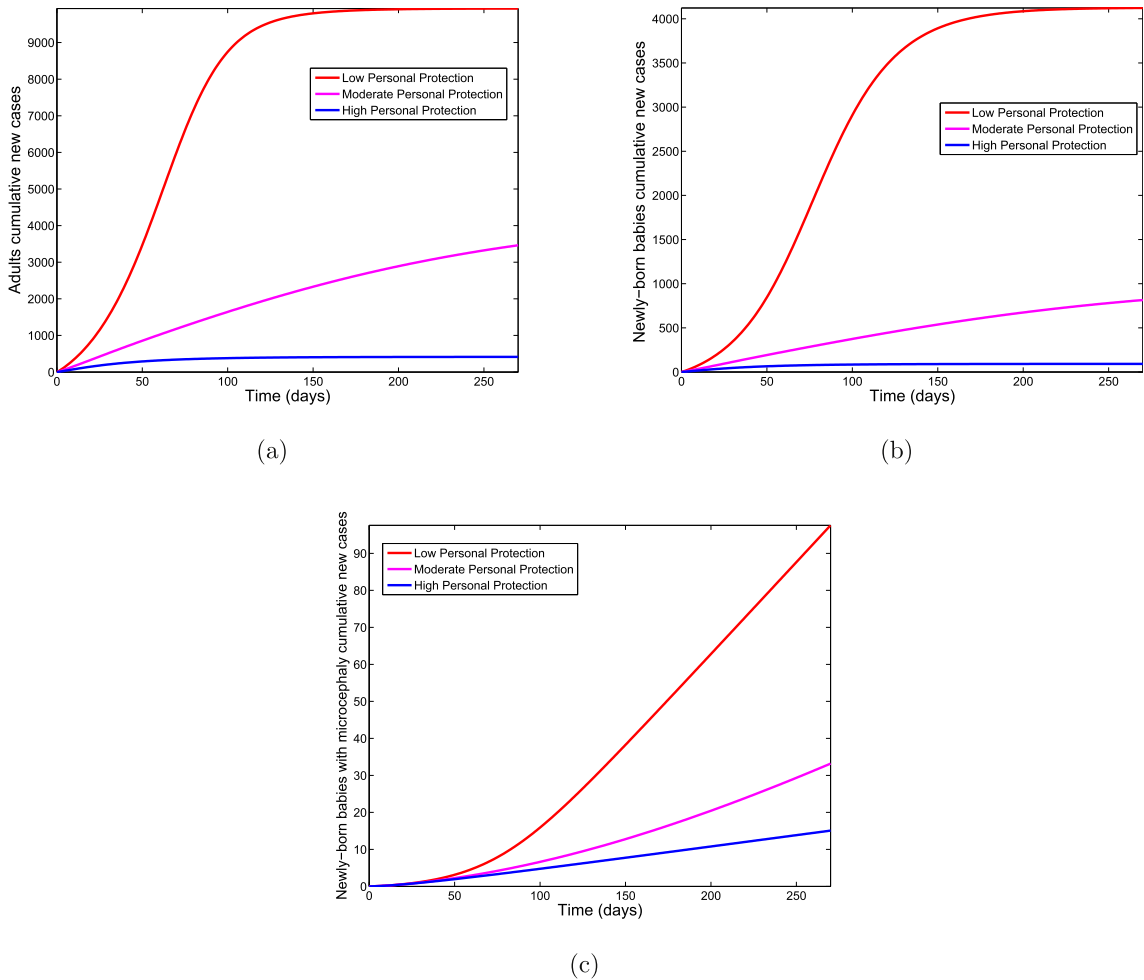 Adults cumulative new cases
9000
8000
7000
6000
5000
4000
3000
2000
1000
0
0 50 100 150 200 250
Time (days)
Low Personal Protection
Moderate Personal Protection
High Personal Protection
(a)
Newly−born babies cumulative new cases
4000
3500
3000
2500
2000
1500
1000
500
0
0 50 100 150 200 250
Time (days)
Low Personal Protection
Moderate Personal Protection
High Personal Protection
(b)
Newly−born babies with microcephaly cumulative new cases
90
80
70
60
50
40
30
20
10
0
0 50 100 150 200 250
Time (days)
Low Personal Protection
Moderate Personal Protection
High Personal Protection
(c)